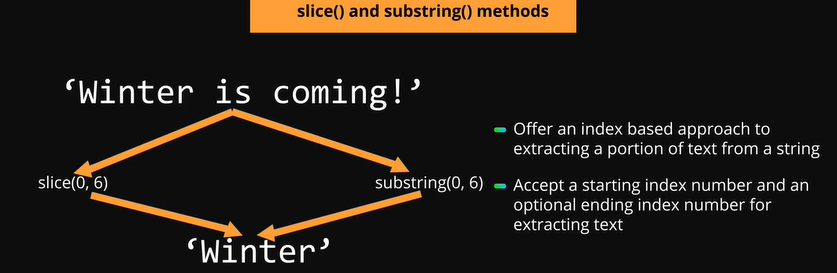 slice() and substring() methods
‘Winter is coming!’
slice(0, 6)
substring(0, 6)
‘Winter’
Offer an index based approach to
extracting a portion of text from a string
Accept a starting index number and an
optional ending index number for
extracting text